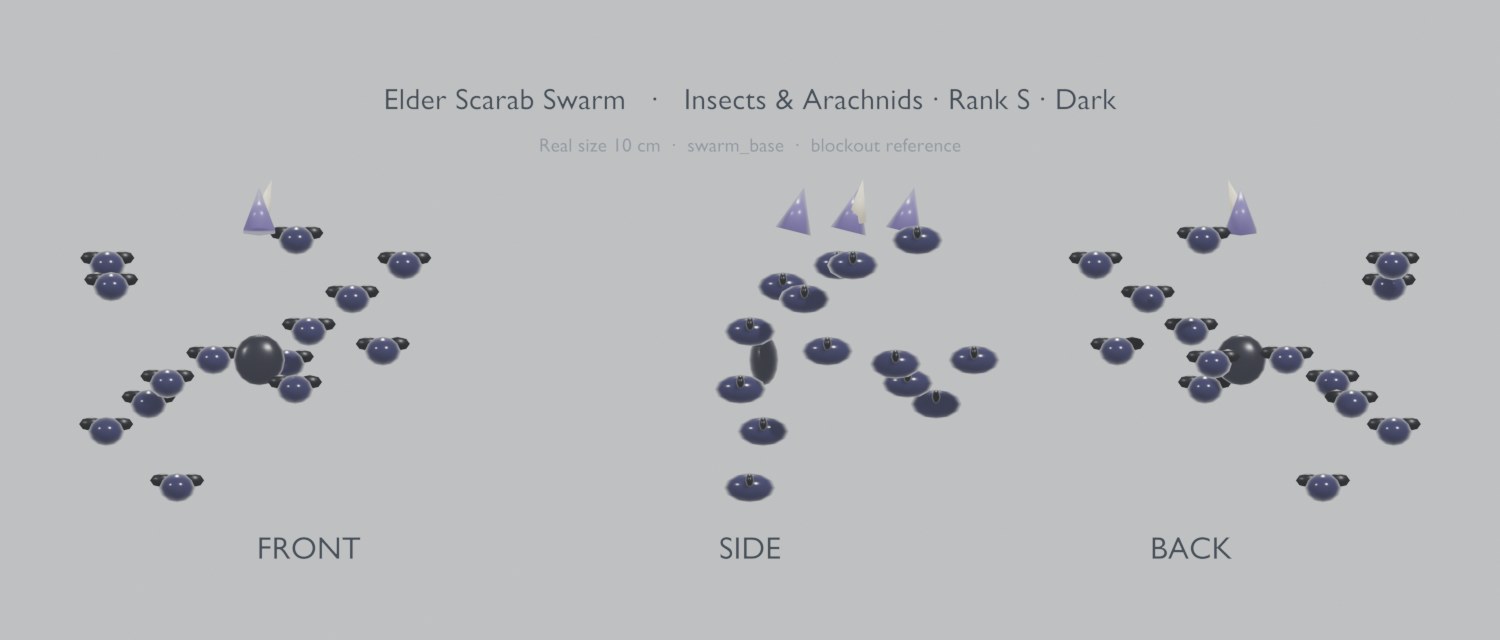 Elder Scarab Swarm · Insects & Arachnids · Rank S · Dark
Real size 10 cm · swarm_base · blockout reference
FRONT SIDE BACK